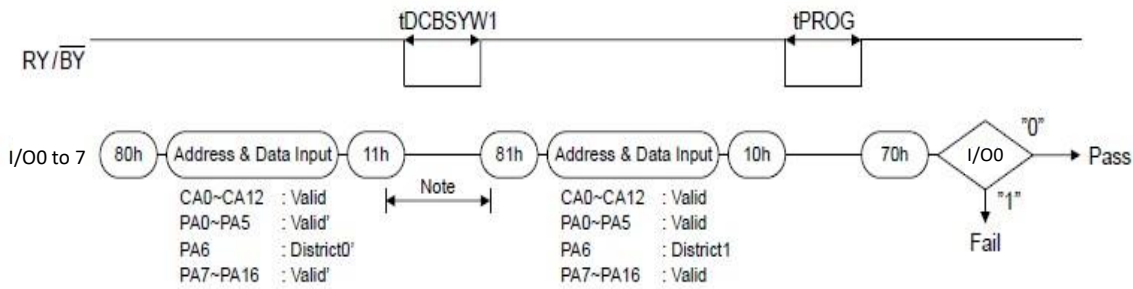 tDCBSYW1
tPROG
RY/BY
I/O0 to 7
80h
Address & Data Input
11h
81h
Address & Data Input
10h
70h
I/O0
"0"
Pass
"1"
Fail
Note
CA0~CA12 : Valid
PA0~PA5 : Valid'
PA6 : District0'
PA7~PA16 : Valid'
CA0~CA12 : Valid
PA0~PA5 : Valid
PA6 : District1
PA7~PA16 : Valid